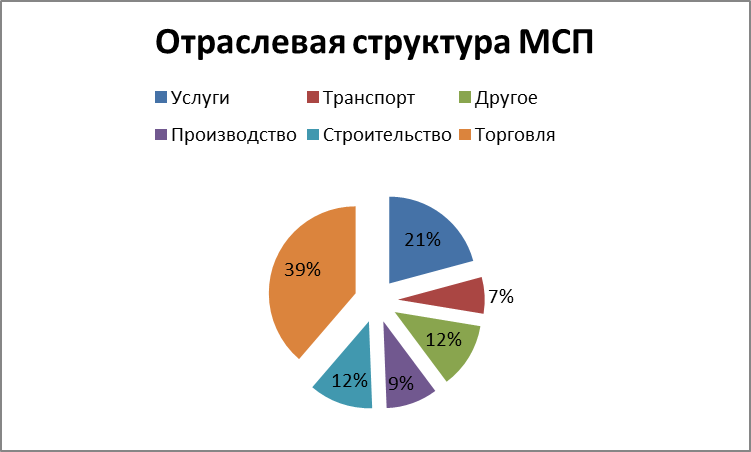 Отраслевая структура МСП
Услуги Транспорт Другое
Производство Строительство Торговля
21%
39%
7%
12%
12%
9%